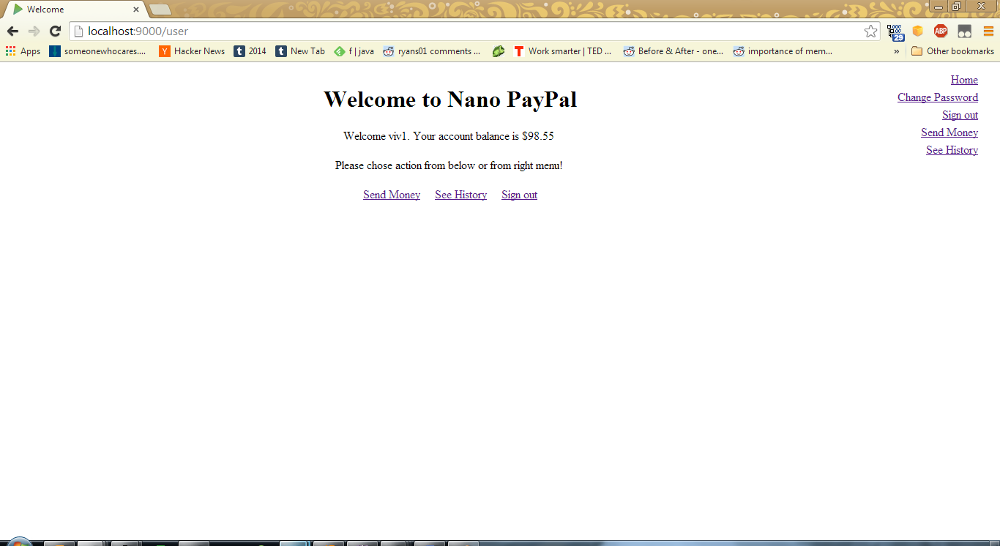 Welcome
localhost:9000/user
Apps someonewhocares.... Hacker News 2014 New Tab f | java ryans01 comments ... Work smarter | TED ... Before & After - one... importance of mem... » Other bookmarks
29
ABP
Home
Change Password
Sign out
Send Money
See History
Welcome to Nano PayPal
Welcome viv1. Your account balance is $98.55
Please chose action from below or from right menu!
Send Money See History Sign out